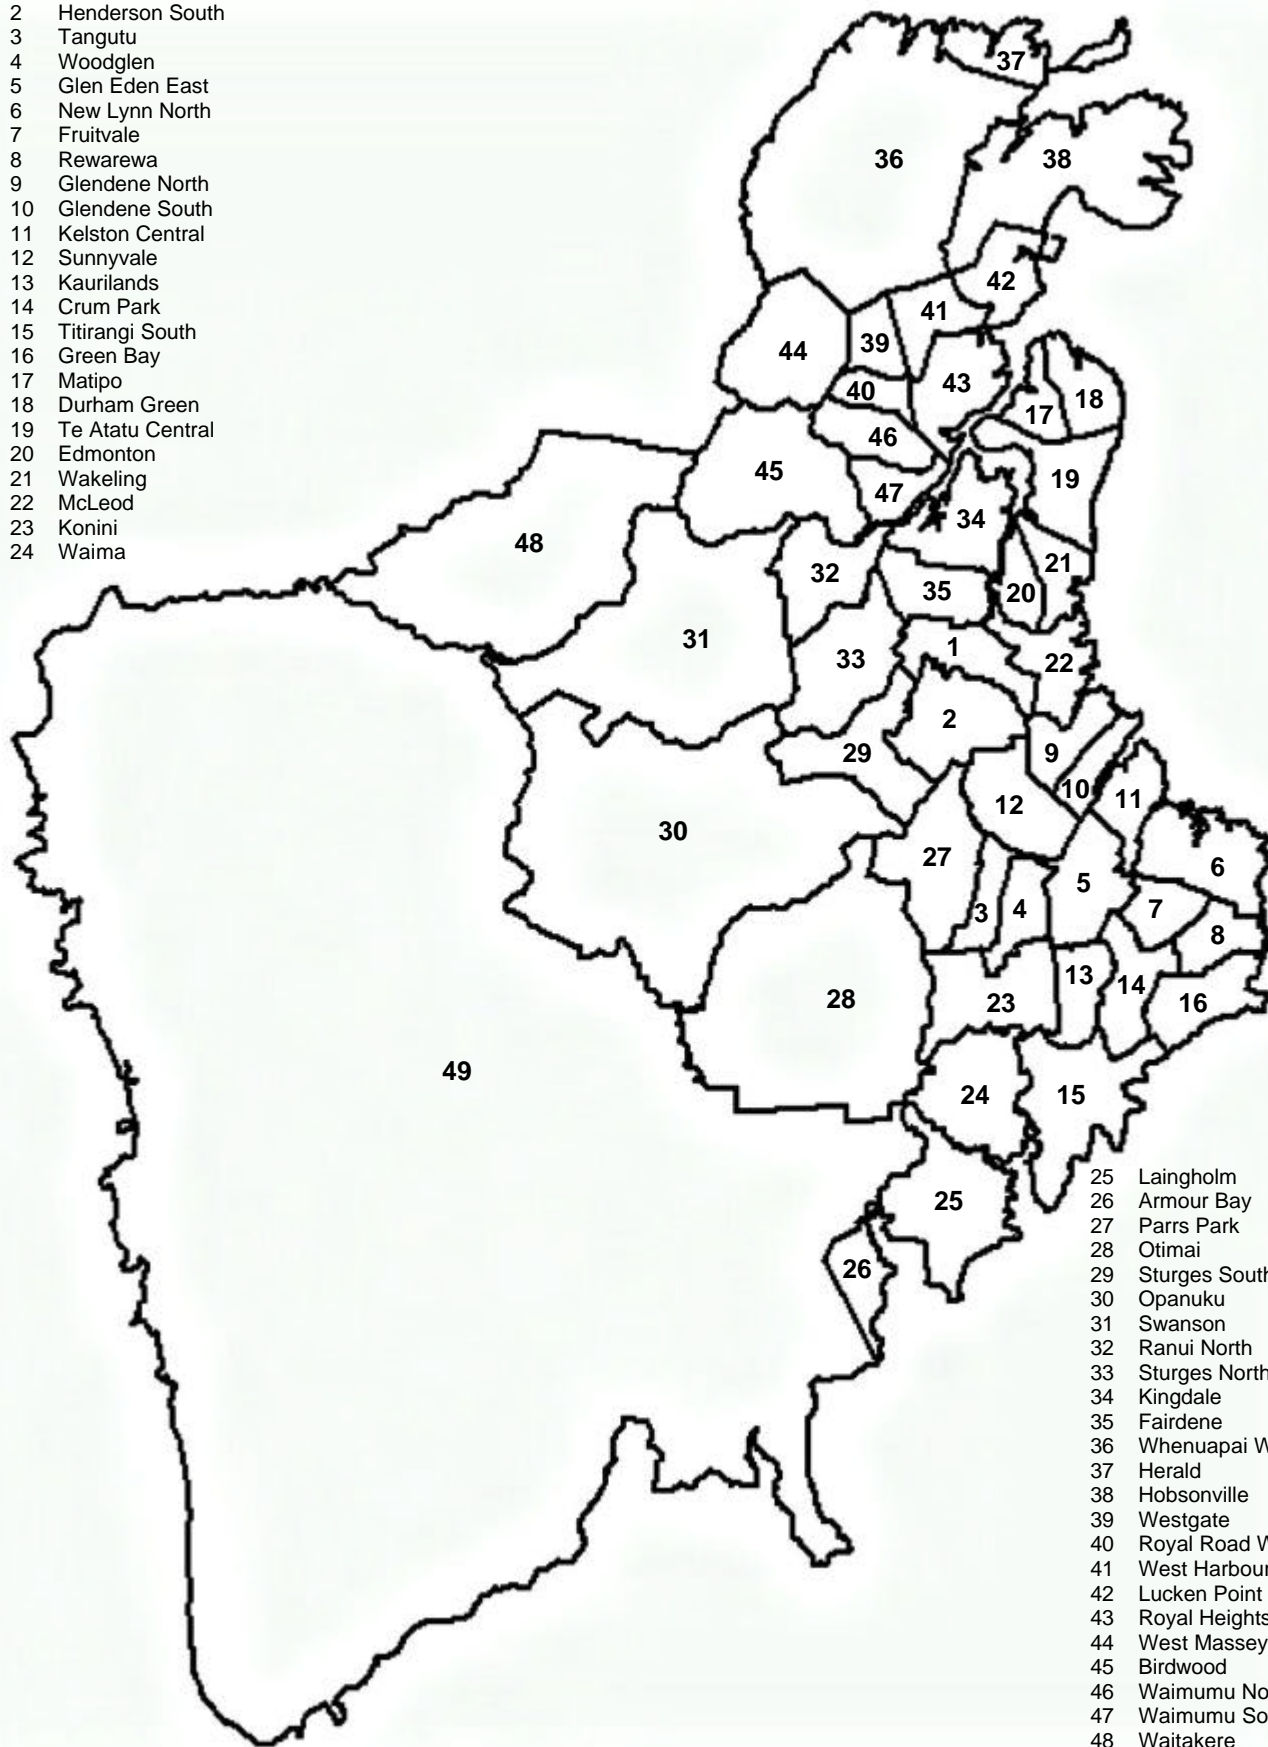 2 Henderson South
3 Tangutu
4 Woodglen
5 Glen Eden East
6 New Lynn North
7 Fruitvale
8 Rewarewa
9 Glendene North
10 Glendene South
11 Kelston Central
12 Sunnyvale
13 Kaurilands
14 Crum Park
15 Titirangi South
16 Green Bay
17 Matipo
18 Durham Green
19 Te Atatu Central
20 Edmonton
21 Wakeling
22 McLeod
23 Konini
24 Waima
37
36
38
42
41
39
44
43
40
18
17
46
45
19
47
34
48
21
32
35
20
31
1
33
22
2
29
9
10
11
12
30
27
6
5
3
4
7
8
13
14
28
23
16
49
24
15
25
26
25 Laingholm
26 Armour Bay
27 Parrs Park
28 Otimai
29 Sturges South
30 Opanuku
31 Swanson
32 Ranui North
33 Sturges North
34 Kingdale
35 Fairdene
36 Whenuapai W
37 Herald
38 Hobsonville
39 Westgate
40 Royal Road W
41 West Harbour
42 Lucken Point
43 Royal Heights
44 West Massey
45 Birdwood
46 Waimumu No
47 Waimumu So
48 Waitakere